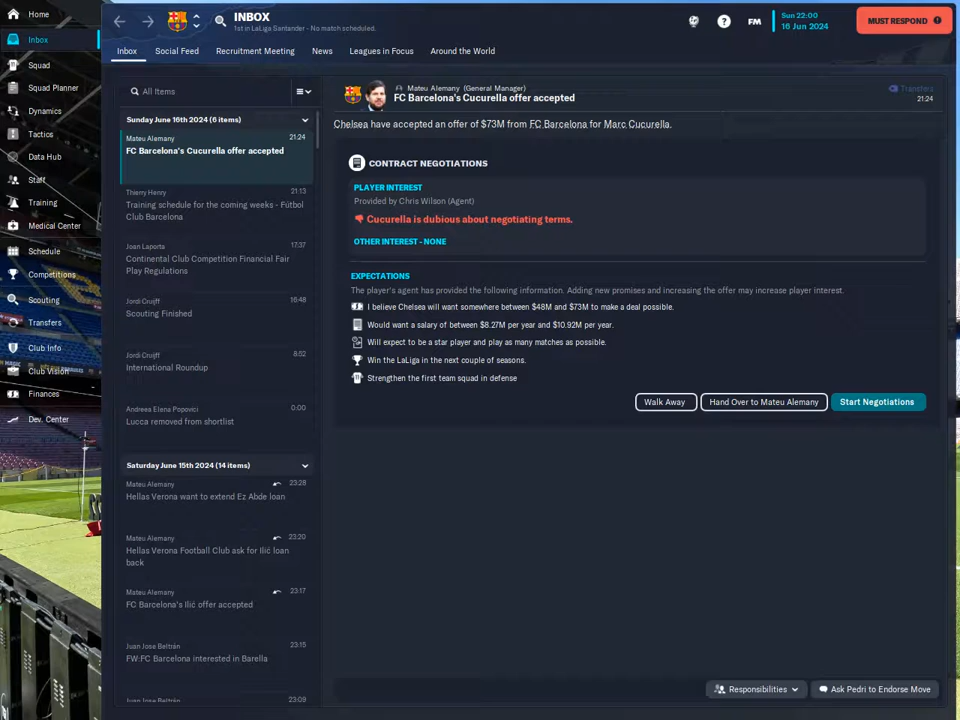 Home
Inbox
Squad
Squad Planner
Dynamics
Tactics
Data Hub
Staff
Training
Medical Center
Schedule
Competitions
Scouting
Transfers
Club Info
Club Vision
Finances
Dev. Center
INBOX
1st in LaLiga Santander - No match scheduled.
?
FM
Sun 22:00
16 Jun 2024
MUST RESPOND
Inbox
Social Feed
Recruitment Meeting
News
Leagues in Focus
Around the World
All Items
Sunday June 16th 2024 (6 items)
Mateu Alemany 21:24
FC Barcelona's Cucurella offer accepted
Thierry Henry 21:13
Training schedule for the coming weeks - Fútbol
Club Barcelona
Joan Laporta 17:37
Continental Club Competition Financial Fair
Play Regulations
Jordi Cruijff 16:48
Scouting Finished
Jordi Cruijff 8:52
International Roundup
Andreea Elena Popovici 0:00
Lucca removed from shortlist
Saturday June 15th 2024 (14 items)
Mateu Alemany 23:28
Hellas Verona want to extend Ez Abde loan
Mateu Alemany 23:20
Hellas Verona Football Club ask for Ilić loan
back
Mateu Alemany 23:17
FC Barcelona's Ilić offer accepted
Juan Jose Beltrán 23:15
FW:FC Barcelona interested in Barella
Juan Jose Beltrán 23:09
Mateu Alemany (General Manager)
FC Barcelona's Cucurella offer accepted
Transfers
21:24
Chelsea have accepted an offer of $73M from FC Barcelona for Marc Cucurella.
CONTRACT NEGOTIATIONS
PLAYER INTEREST
Provided by Chris Wilson (Agent)
Cucurella is dubious about negotiating terms.
OTHER INTEREST - NONE
EXPECTATIONS
The player's agent has provided the following information. Adding new promises and increasing the offer may increase player interest.
I believe Chelsea will want somewhere between $48M and $73M to make a deal possible.
Would want a salary of between $8.27M per year and $10.92M per year.
Will expect to be a star player and play as many matches as possible.
Win the LaLiga in the next couple of seasons.
Strengthen the first team squad in defense
Walk Away
Hand Over to Mateu Alemany
Start Negotiations
Responsibilities
Ask Pedri to Endorse Move